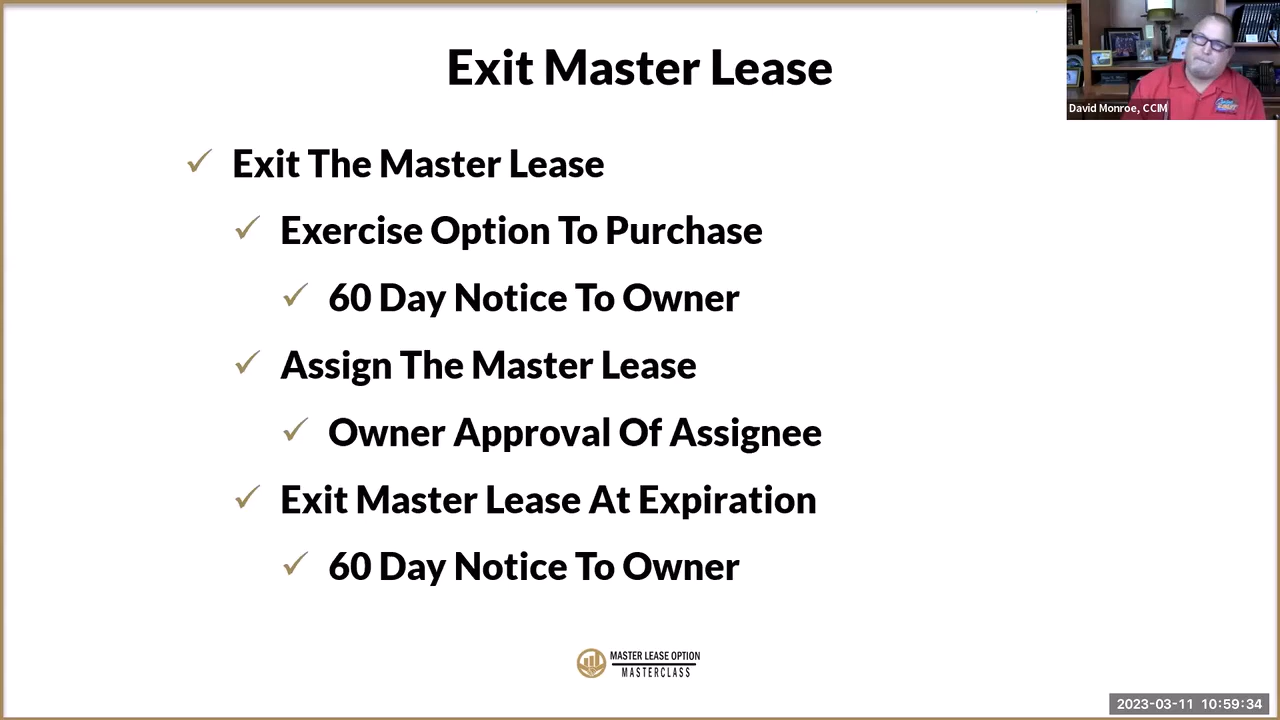 Exit Master Lease
David Monroe, CCIM
Exit The Master Lease
Exercise Option To Purchase
60 Day Notice To Owner
Assign The Master Lease
Owner Approval Of Assignee
Exit Master Lease At Expiration
60 Day Notice To Owner
MASTER LEASE OPTION
MASTERCLASS
2023-03-11 10:59:34